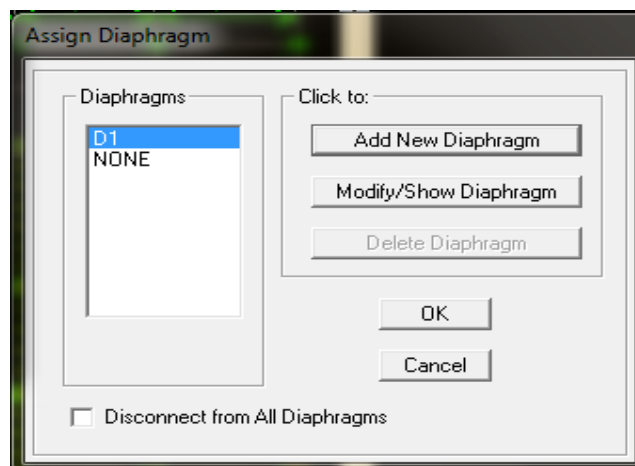 Assign Diaphragm
Diaphragms
D1
NONE
Click to:
Add New Diaphragm
Modify/Show Diaphragm
Delete Diaphragm
OK
Cancel
Disconnect from All Diaphragms